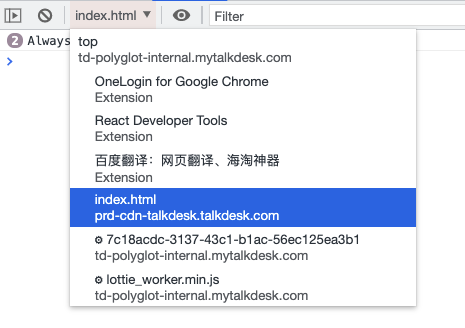 index.html ▼
Filter
2 Always
top
td-polyglot-internal.mytalkdesk.com
OneLogin for Google Chrome
Extension
React Developer Tools
Extension
百度翻译：网页翻译、海淘神器
Extension
index.html
prd-cdn-talkdesk.talkdesk.com
7c18acdc-3137-43c1-b1ac-56ec125ea3b1
td-polyglot-internal.mytalkdesk.com
lottie_worker.min.js
td-polyglot-internal.mytalkdesk.com